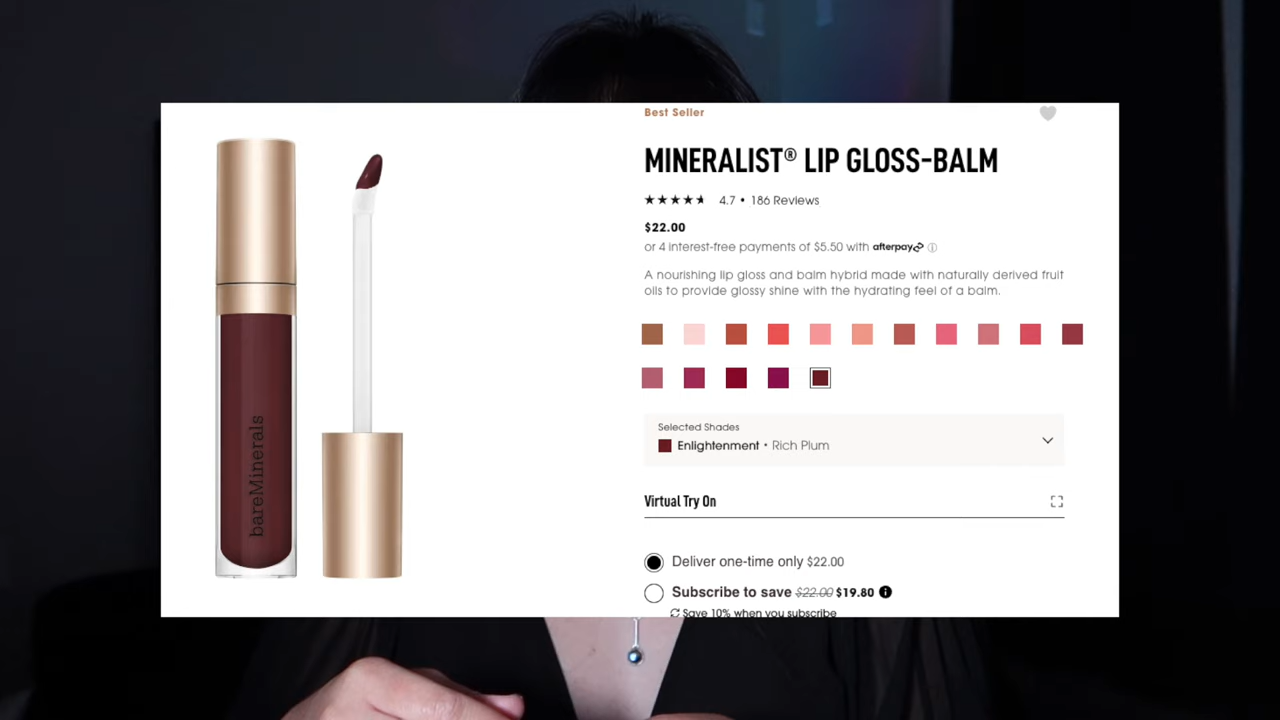 Best Seller
MINERALIST® LIP GLOSS-BALM
4.7 • 186 Reviews
$22.00
or 4 interest-free payments of $5.50 with afterpay
A nourishing lip gloss and balm hybrid made with naturally derived fruit
oils to provide glossy shine with the hydrating feel of a balm.
Selected Shades
Enlightenment • Rich Plum
Virtual Try On
Deliver one-time only $22.00
Subscribe to save $22.00 $19.80
Save 10% when you subscribe
bareMinerals